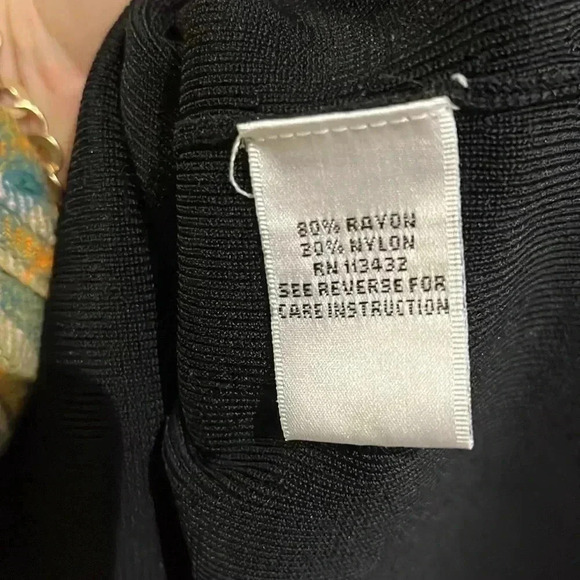 80% RAYON
20% NYLON
RN 113432
SEE REVERSE FOR
CARE INSTRUCTION